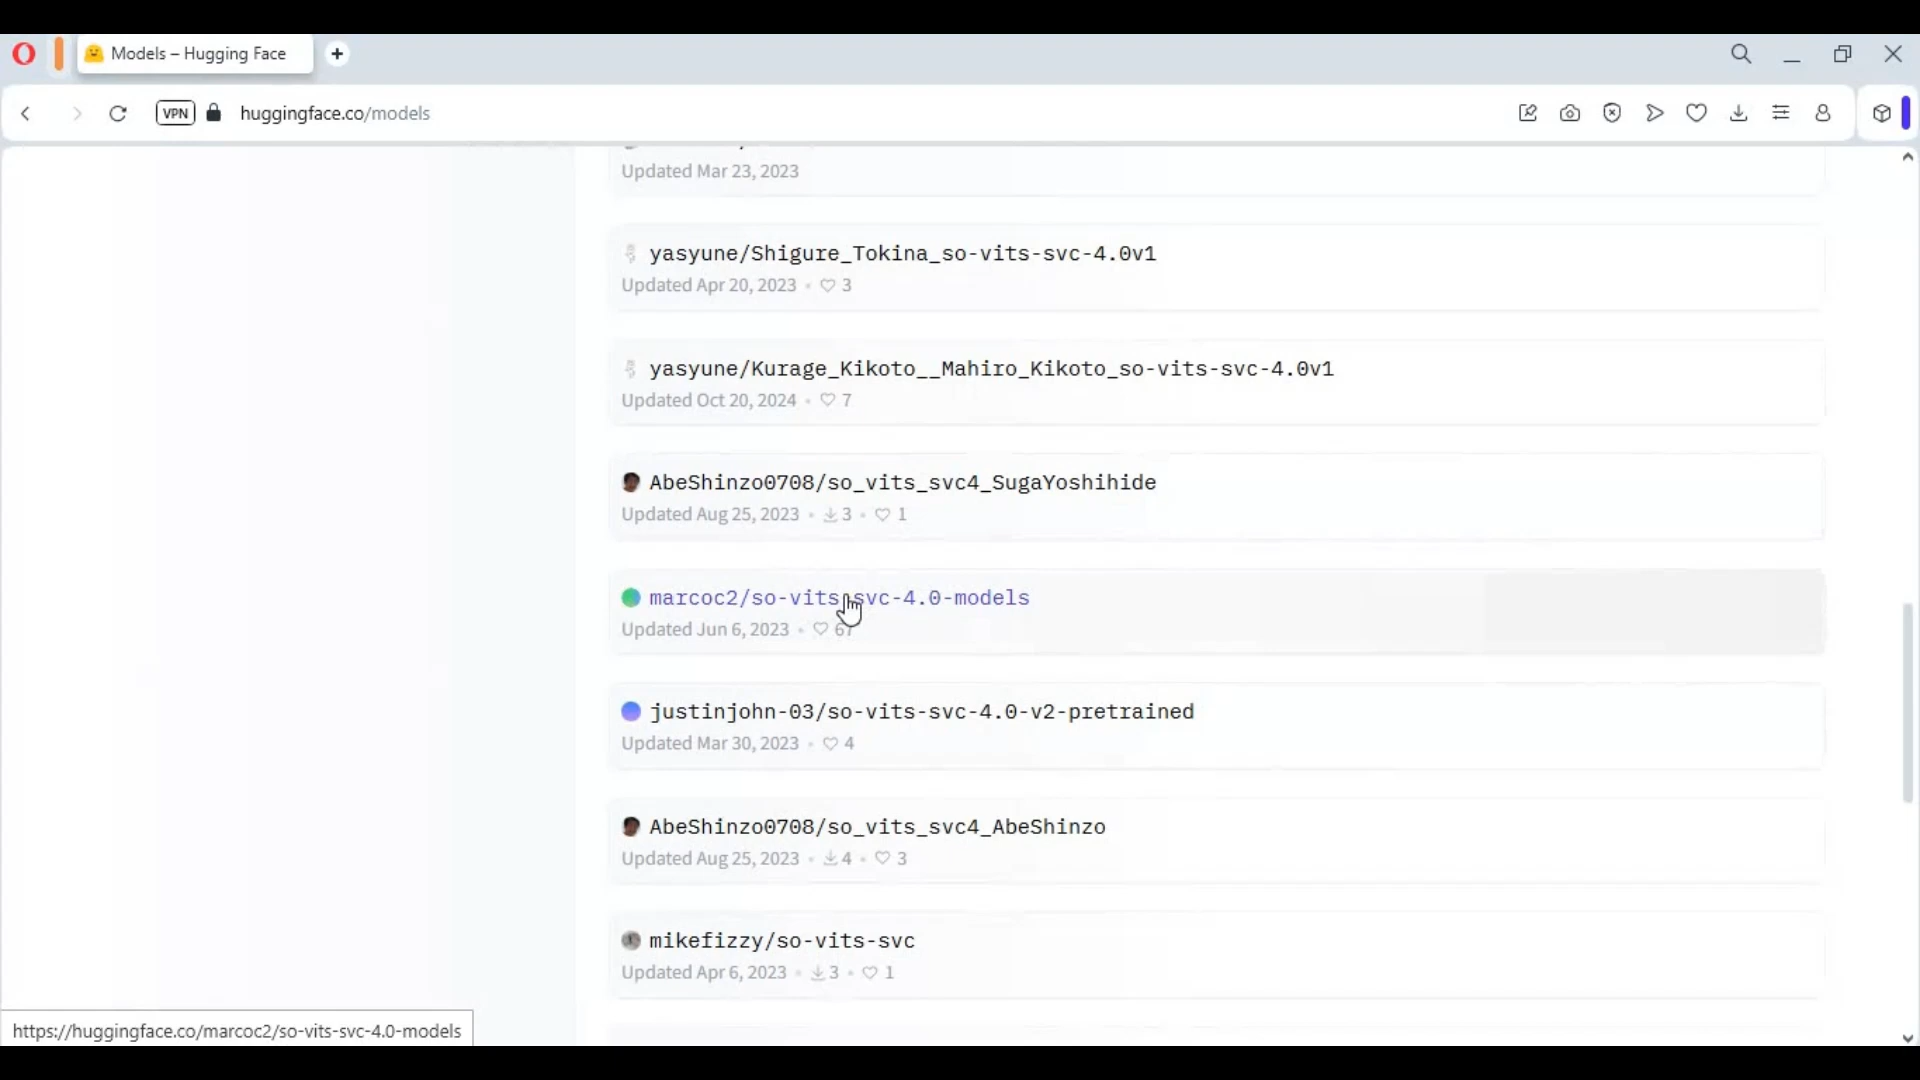 Models – Hugging Face
VPN
huggingface.co/models
Updated Mar 23, 2023
yasyune/Shigure_Tokina_so-vits-svc-4.0v1
Updated Apr 20, 2023 • 3
yasyune/Kurage_Kikoto__Mahiro_Kikoto_so-vits-svc-4.0v1
Updated Oct 20, 2024 • 7
AbeShinzo0708/so_vits_svc4_SugaYoshihide
Updated Aug 25, 2023 • 3 • 1
marcoc2/so-vits-svc-4.0-models
Updated Jun 6, 2023 • 67
justinjohn-03/so-vits-svc-4.0-v2-pretrained
Updated Mar 30, 2023 • 4
AbeShinzo0708/so_vits_svc4_AbeShinzo
Updated Aug 25, 2023 • 4 • 3
mikefizzy/so-vits-svc
Updated Apr 6, 2023 • 3 • 1
https://huggingface.co/marcoc2/so-vits-svc-4.0-models